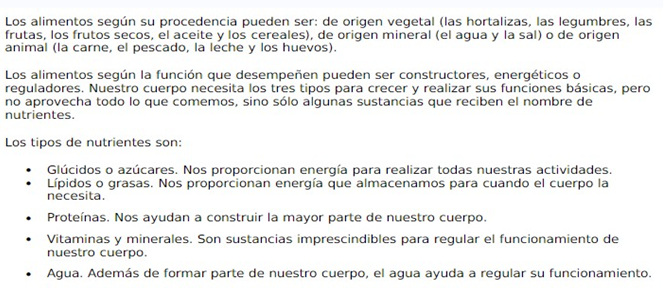 Los alimentos según su procedencia pueden ser: de origen vegetal (las hortalizas, las legumbres, las
frutas, los frutos secos, el aceite y los cereales), de origen mineral (el agua y la sal) o de origen
animal (la carne, el pescado, la leche y los huevos).
Los alimentos según la función que desempeñen pueden ser constructores, energéticos o
reguladores. Nuestro cuerpo necesita los tres tipos para crecer y realizar sus funciones básicas, pero
no aprovecha todo lo que comemos, sino sólo algunas sustancias que reciben el nombre de
nutrientes.
Los tipos de nutrientes son:
• Glúcidos o azúcares. Nos proporcionan energía para realizar todas nuestras actividades.
• Lípidos o grasas. Nos proporcionan energía que almacenamos para cuando el cuerpo la
necesita.
• Proteínas. Nos ayudan a construir la mayor parte de nuestro cuerpo.
• Vitaminas y minerales. Son sustancias imprescindibles para regular el funcionamiento de
nuestro cuerpo.
• Agua. Además de formar parte de nuestro cuerpo, el agua ayuda a regular su funcionamiento.